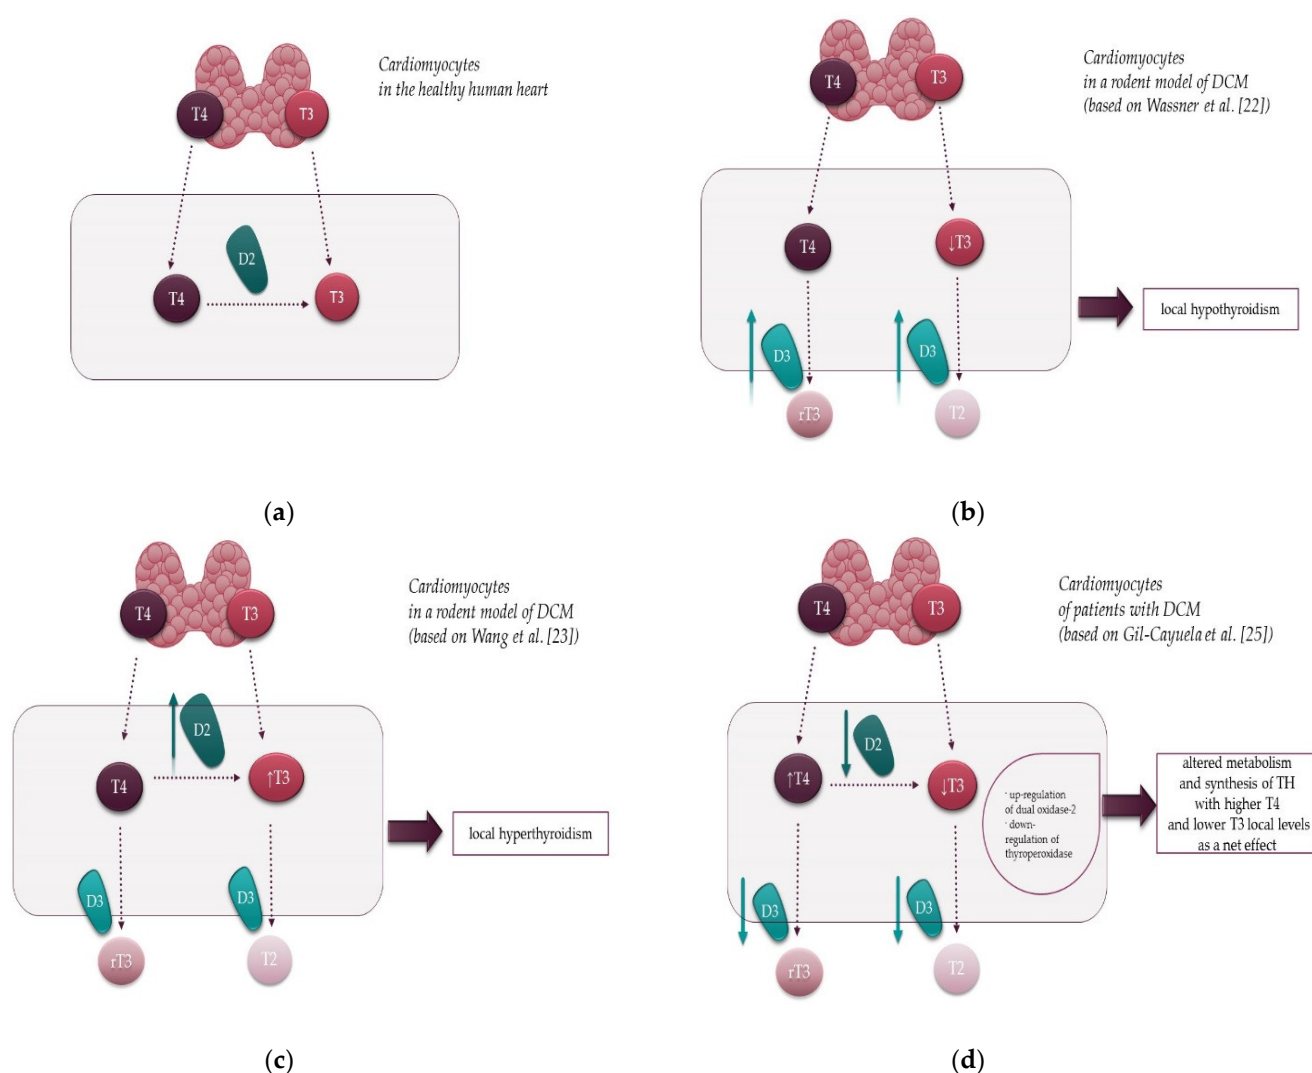 Cardiomyocytes
in the healthy human heart
T4
T3
D2
T4
T3
(a)
Cardiomyocytes
in a rodent model of DCM
(based on Wassner et al. [22])
T4
T3
T4
↓T3
local hypothyroidism
D3
D3
rT3
T2
(b)
Cardiomyocytes
in a rodent model of DCM
(based on Wang et al. [23])
T4
T3
D2
T4
↑T3
local hyperthyroidism
D3
D3
rT3
T2
(c)
Cardiomyocytes
of patients with DCM
(based on Gil-Cayuela et al. [25])
T4
T3
D2
↑T4
↓T3
· up-regulation
of dual oxidase-2
· down-
regulation of
thyroperoxidase
altered metabolism
and synthesis of TH
with higher T4
and lower T3 local levels
as a net effect
D3
D3
rT3
T2
(d)